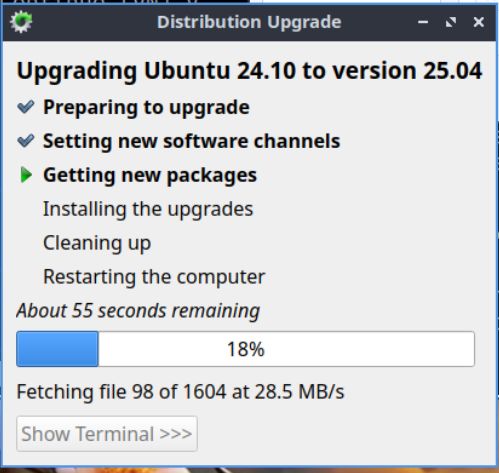 Distribution Upgrade
Upgrading Ubuntu 24.10 to version 25.04
Preparing to upgrade
Setting new software channels
Getting new packages
Installing the upgrades
Cleaning up
Restarting the computer
About 55 seconds remaining
18%
Fetching file 98 of 1604 at 28.5 MB/s
Show Terminal >>>